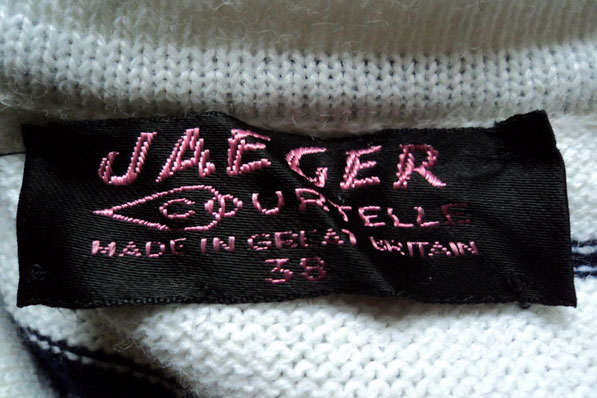 JAEGER
COURTELLE
MADE IN GREAT BRITAIN
38